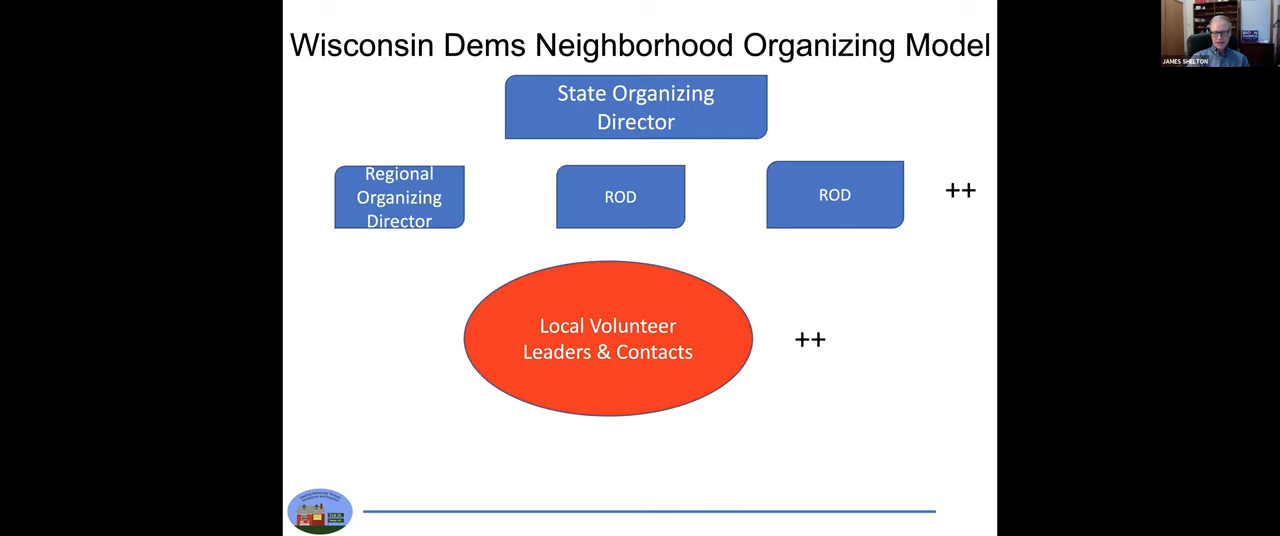 Wisconsin Dems Neighborhood Organizing Model
JAMES SHELTON
State Organizing
Director
Regional
Organizing
Director
ROD
ROD
++
Local Volunteer
Leaders & Contacts
++